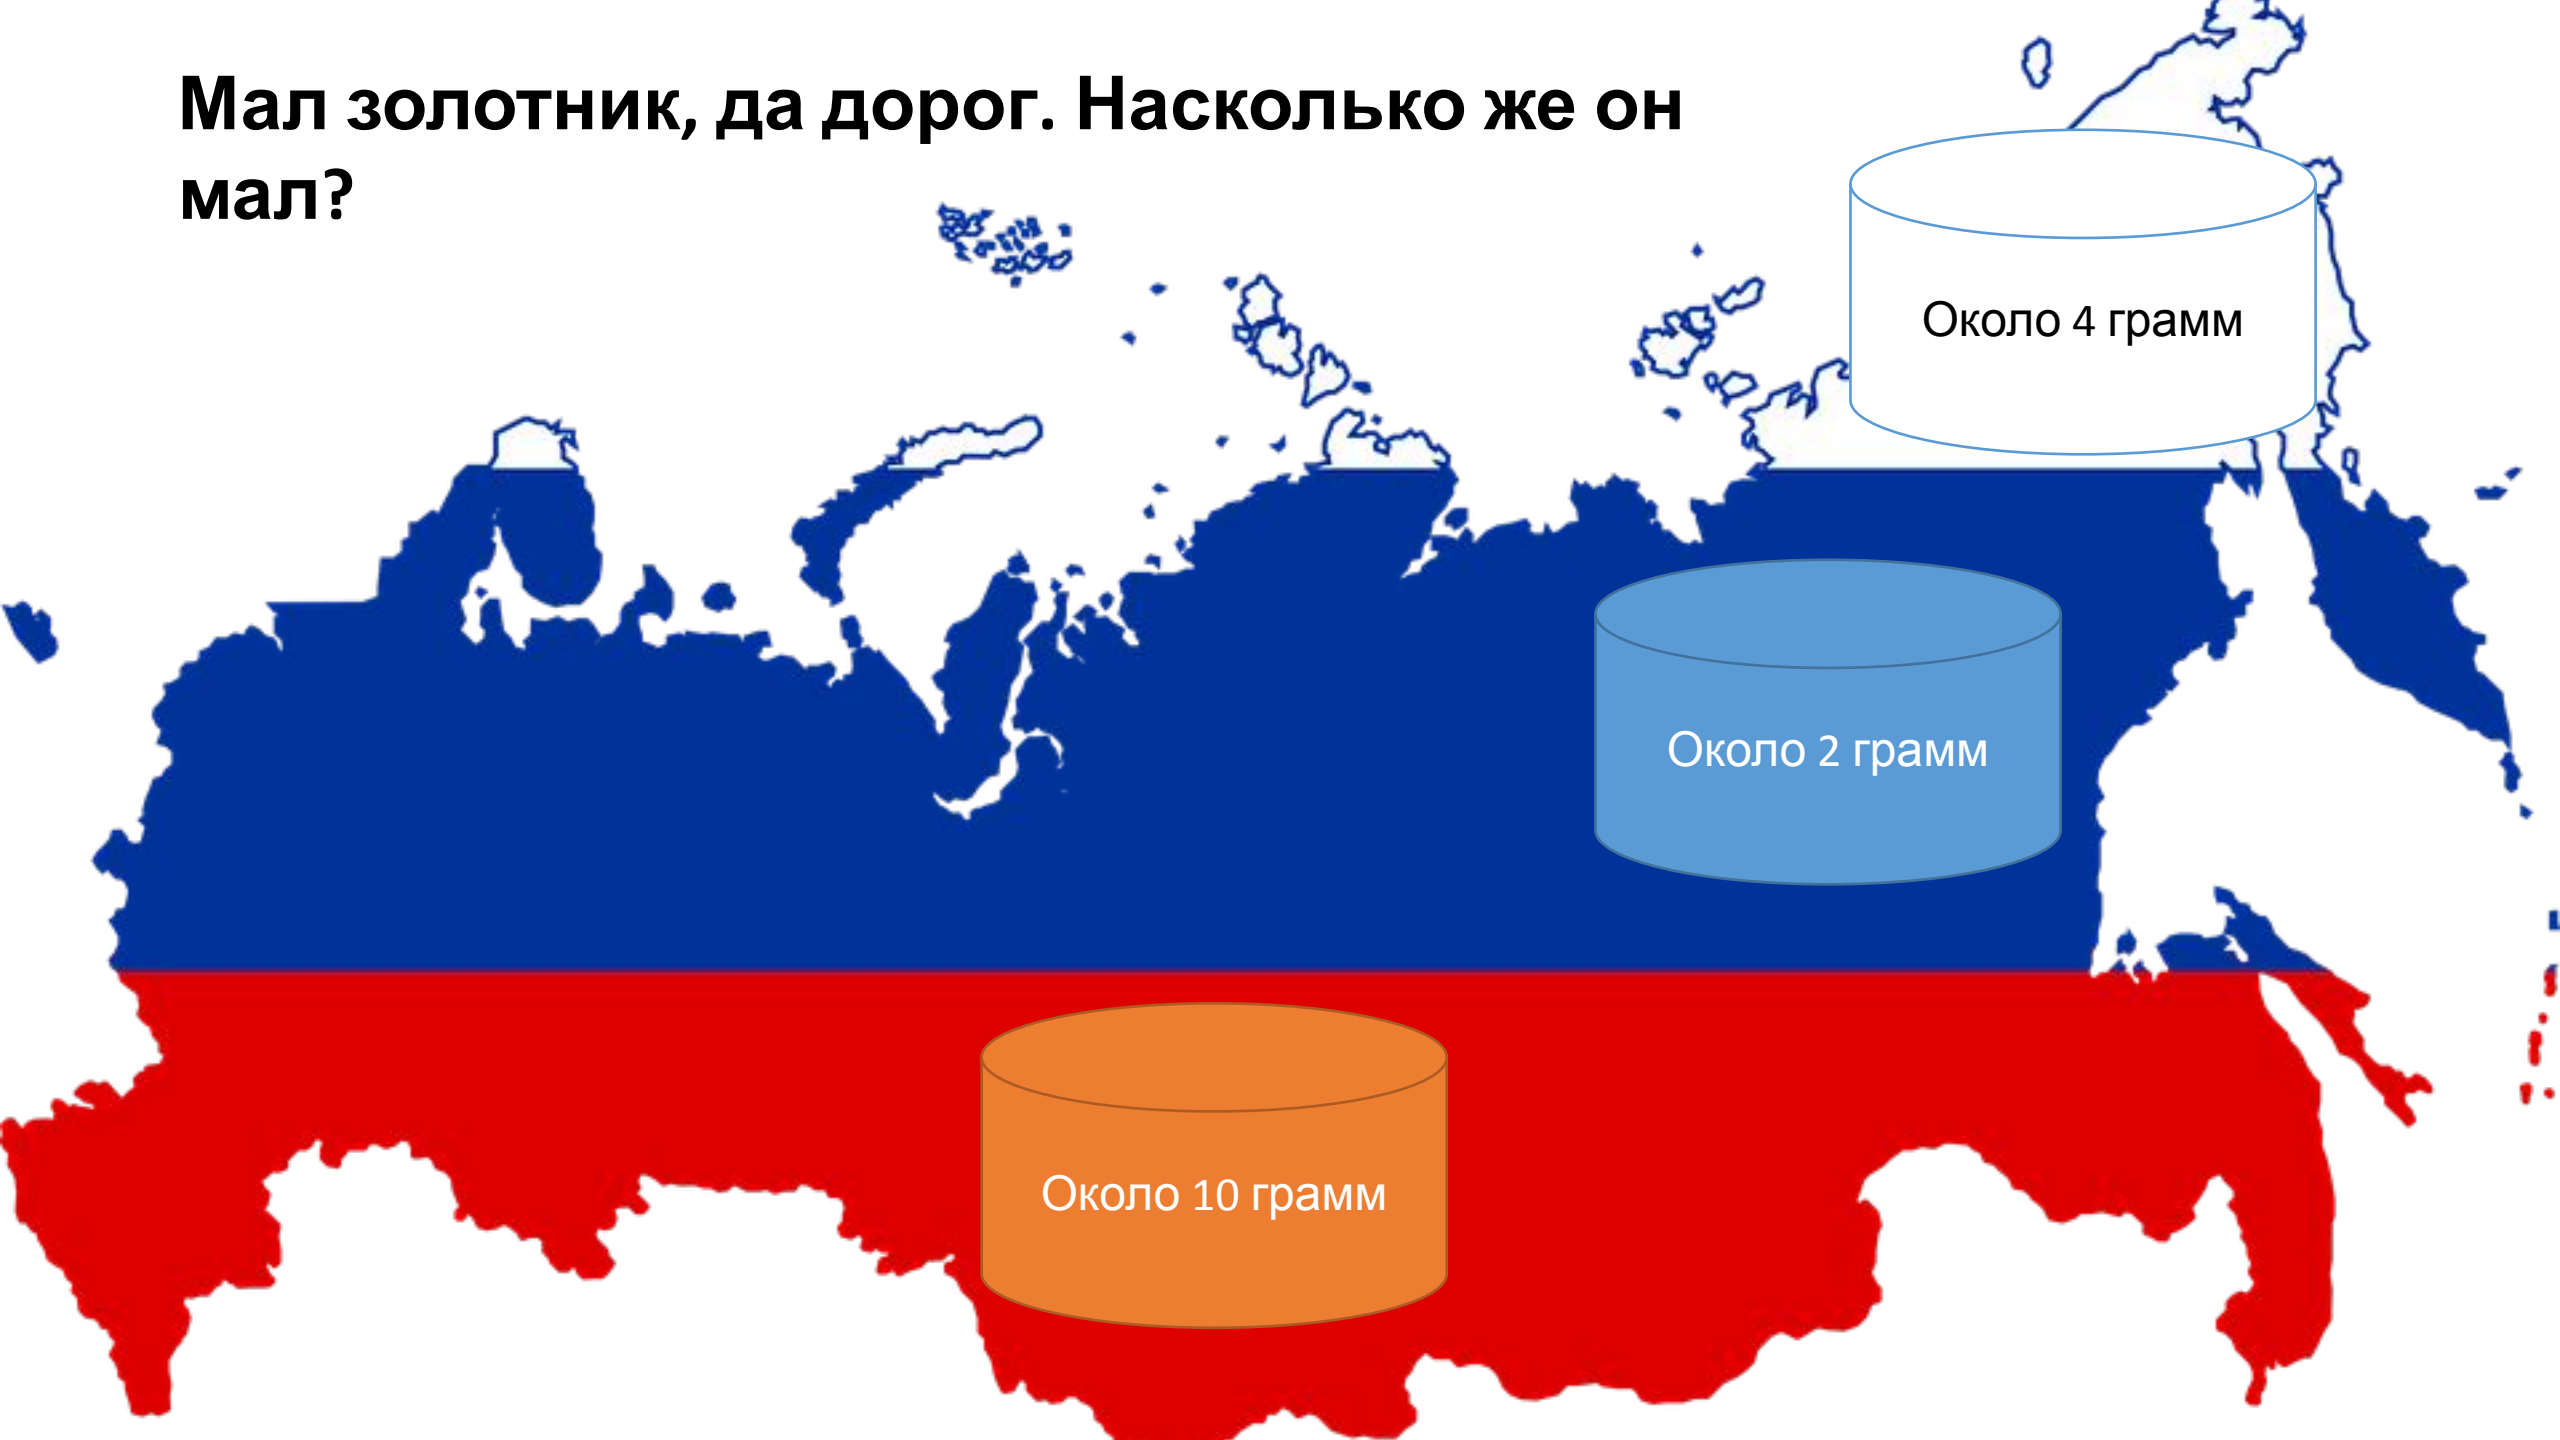 Мал золотник, да дорог. Насколько же он
мал?
Около 4 грамм
Около 2 грамм
Около 10 грамм